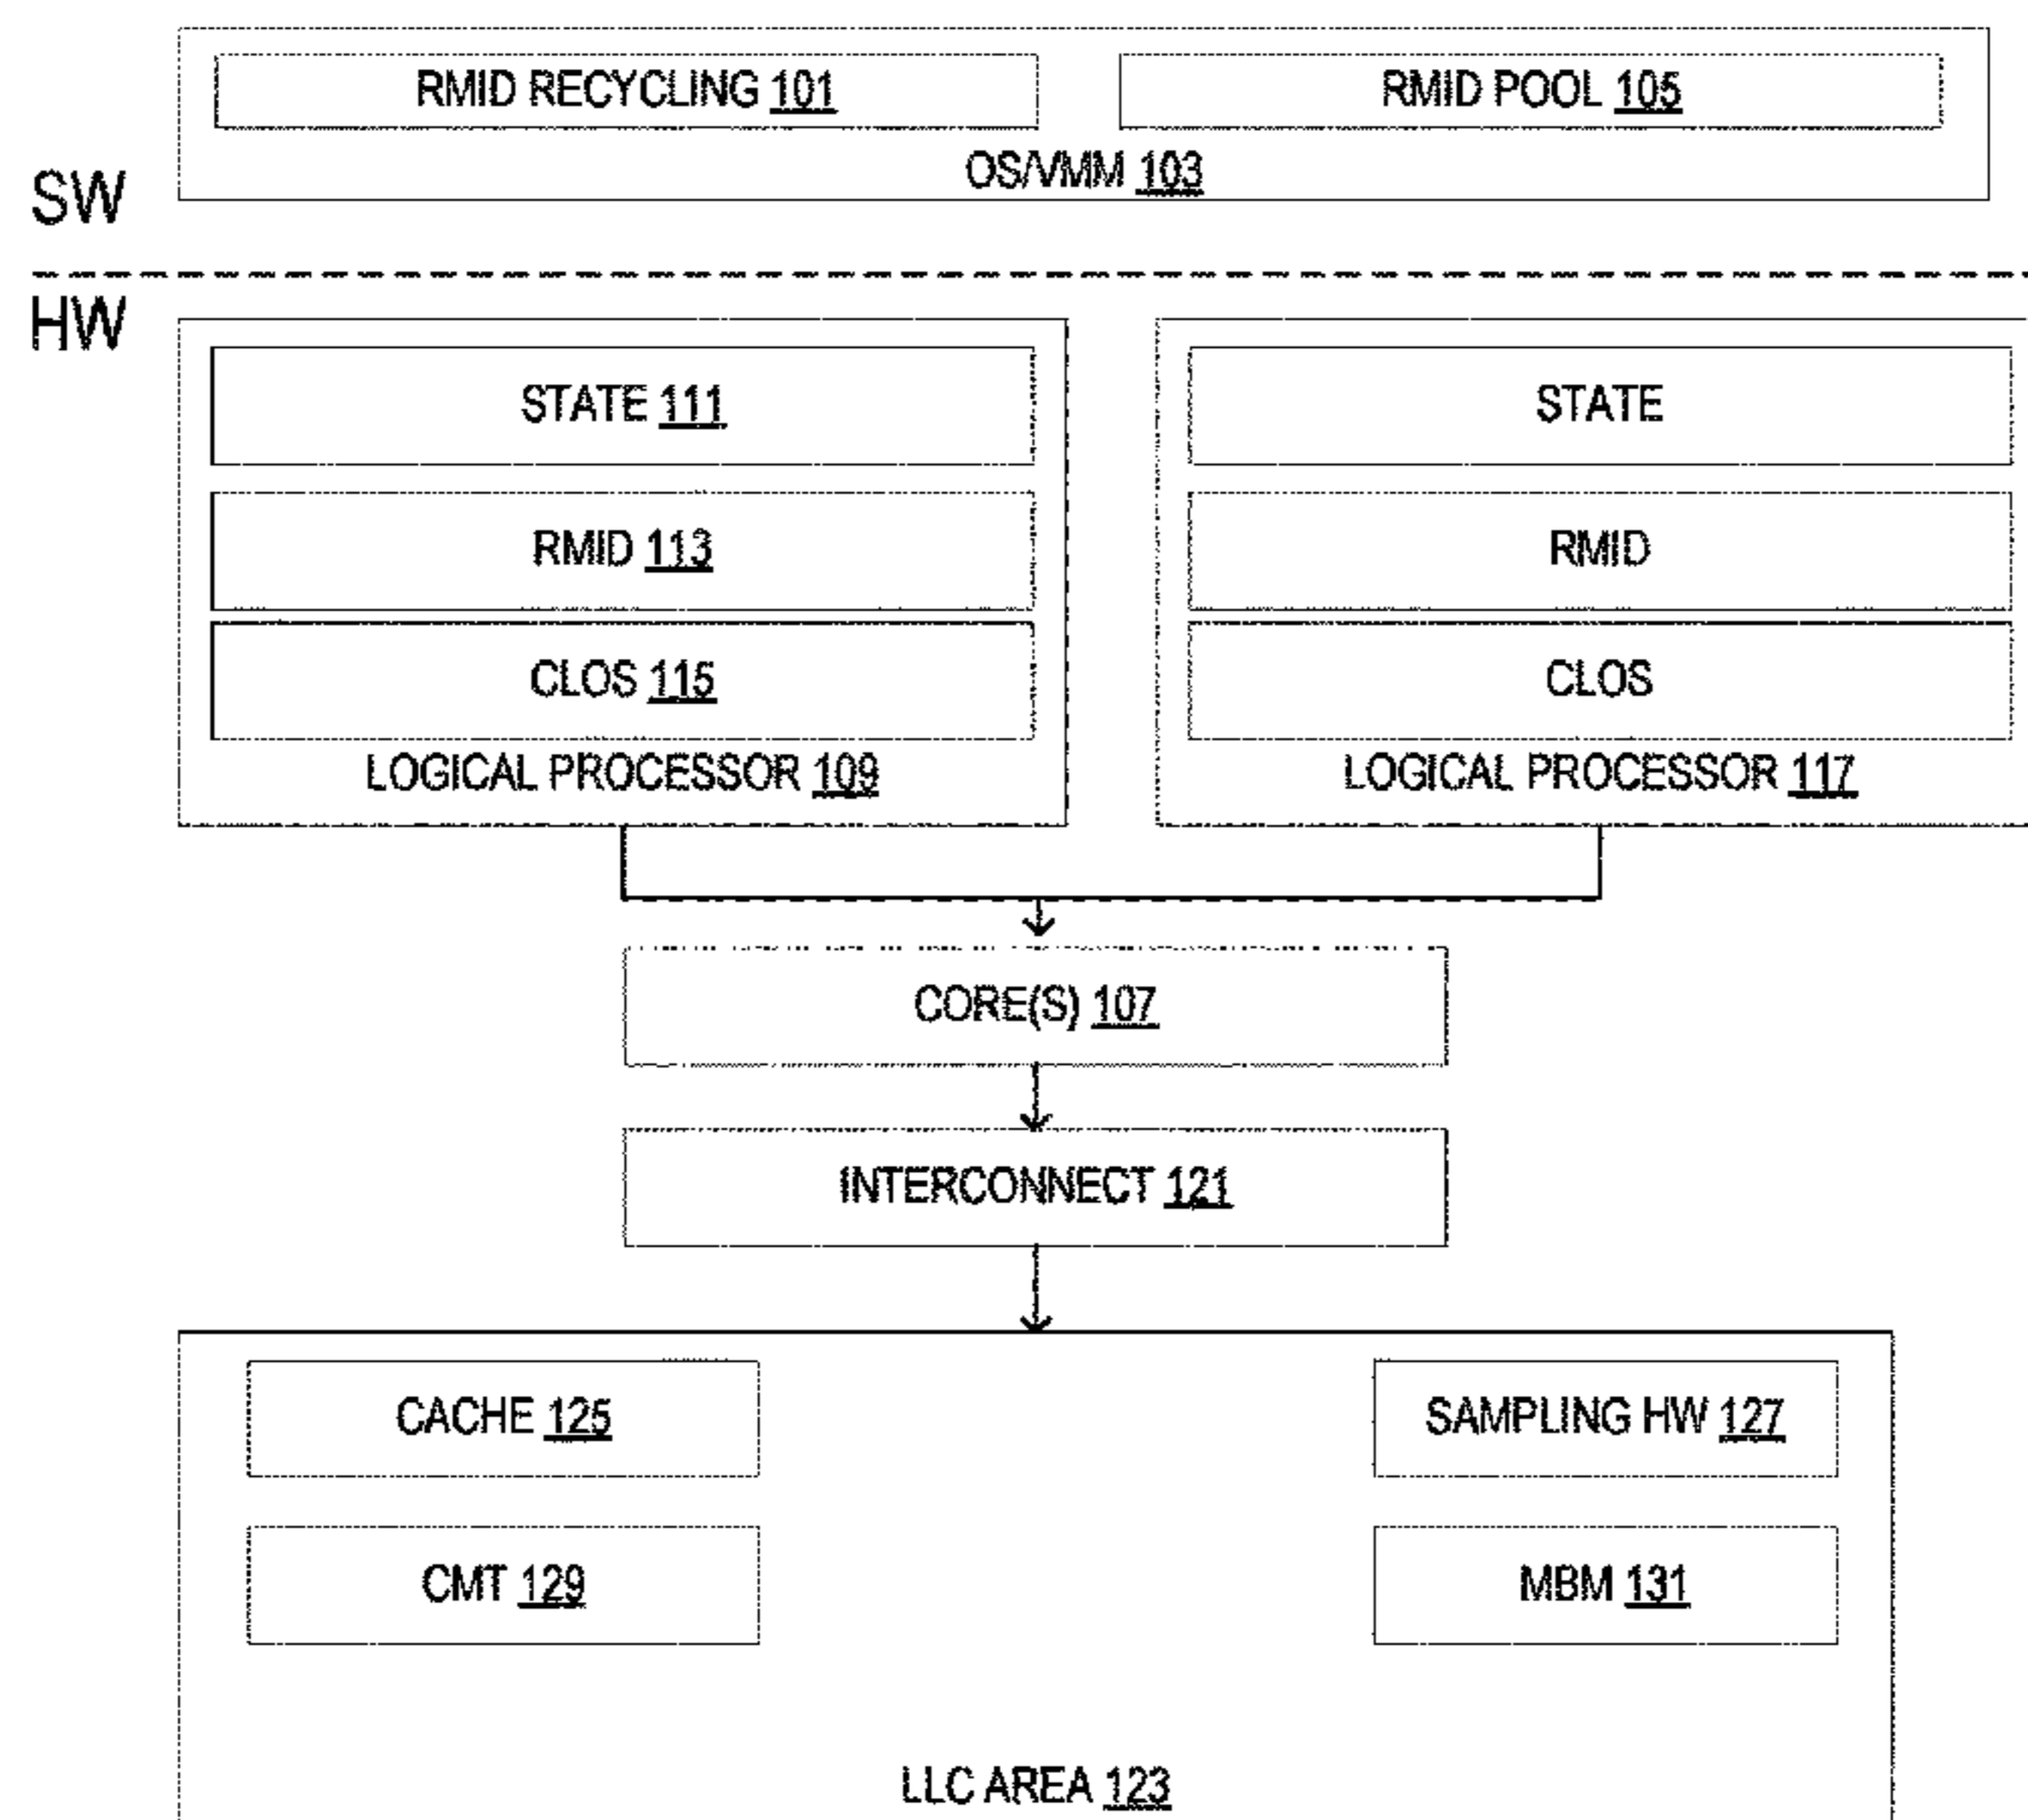 RMID RECYCLING 101
RMID POOL 105
OS/VMM 103
SW
HW
STATE 111
STATE
RMID 113
RMID
CLOS 115
CLOS
LOGICAL PROCESSOR 109
LOGICAL PROCESSOR 117
CORE(S) 107
INTERCONNECT 121
CACHE 125
SAMPLING HW 127
CMT 129
MBM 131
LLC AREA 123